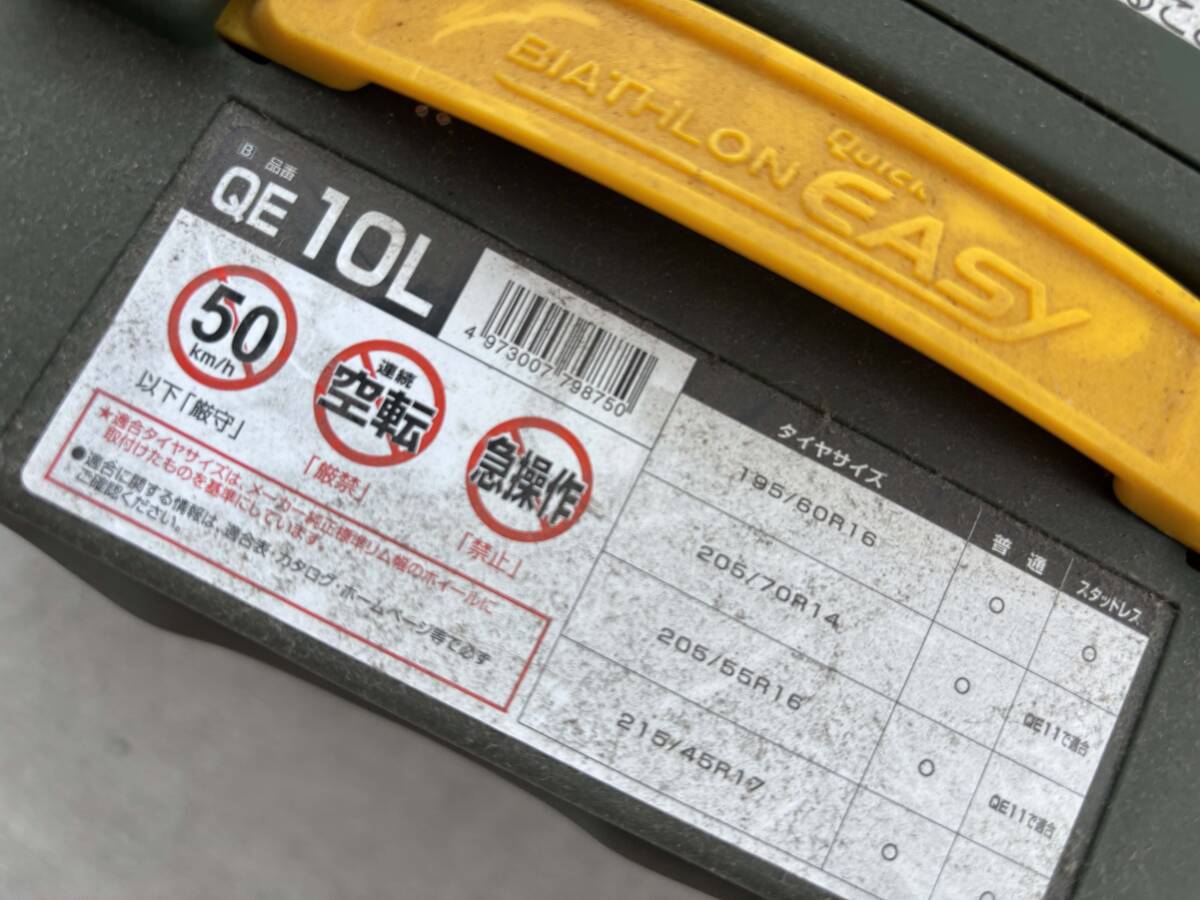 BIATHLON
QUICK
EASY
B 品番
QE 10L
4 973007 798750
50
km/h
以下「厳守」
連続
空転
「厳禁」
急操作
「禁止」
★適合タイヤサイズは、メーカー純正標準リム幅のホイールに
取付けたものを基準にしています。
●適合に関する情報は、適合表・カタログ・ホームページ等で必ず
ご確認ください。
タイヤサイズ 普通 スタッドレス
195/60R16 ○ ○
205/70R14 ○ QE11で適合
205/55R16 ○ QE11で適合
215/45R17 ○ ○